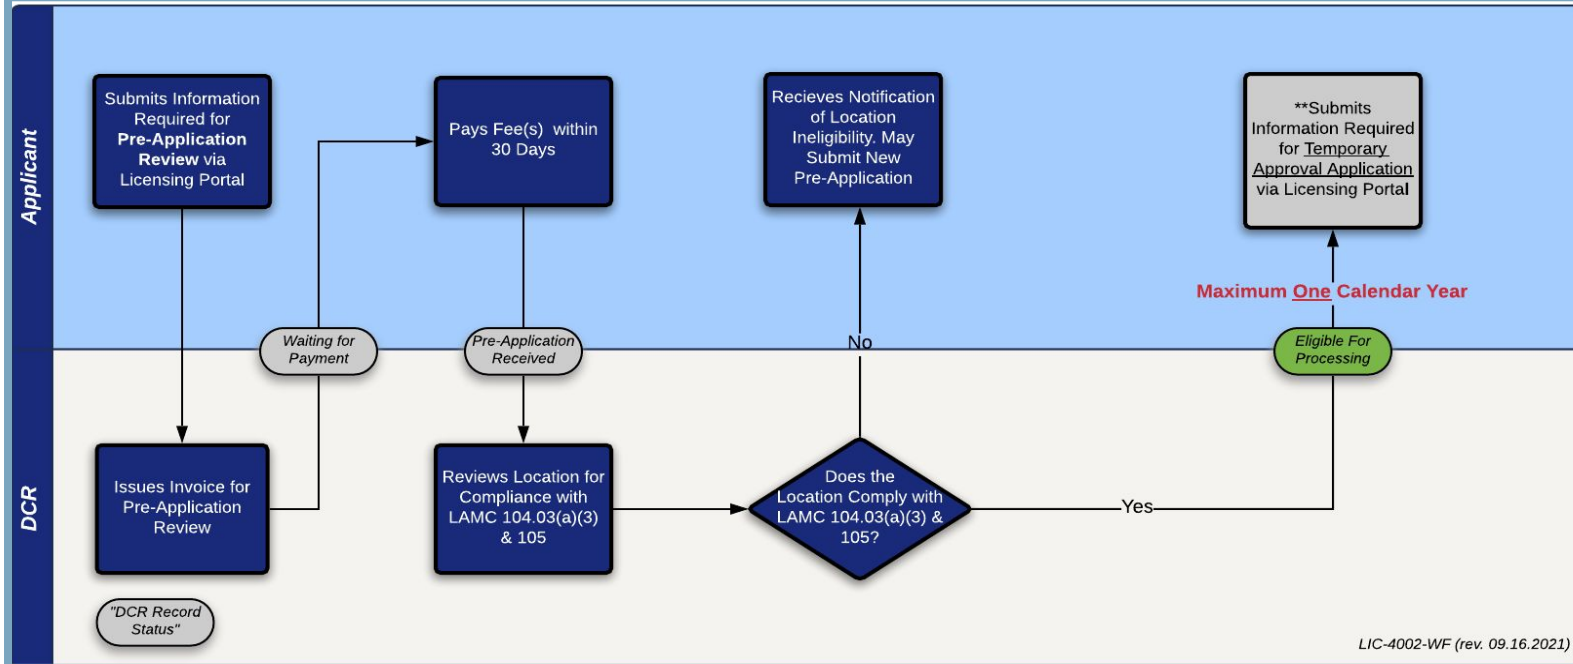 Applicant
Submits Information
Required for
Pre-Application
Review via
Licensing Portal
Pays Fee(s) within
30 Days
Recieves Notification
of Location
Ineligibility. May
Submit New
Pre-Application
**Submits
Information Required
for Temporary
Approval Application
via Licensing Portal
Maximum One Calendar Year
Waiting for
Payment
Pre-Application
Received
No
Eligible For
Processing
DCR
Issues Invoice for
Pre-Application
Review
Reviews Location for
Compliance with
LAMC 104.03(a)(3)
& 105
Does the
Location Comply with
LAMC 104.03(a)(3) &
105?
Yes
"DCR Record
Status"
LIC-4002-WF (rev. 09.16.2021)